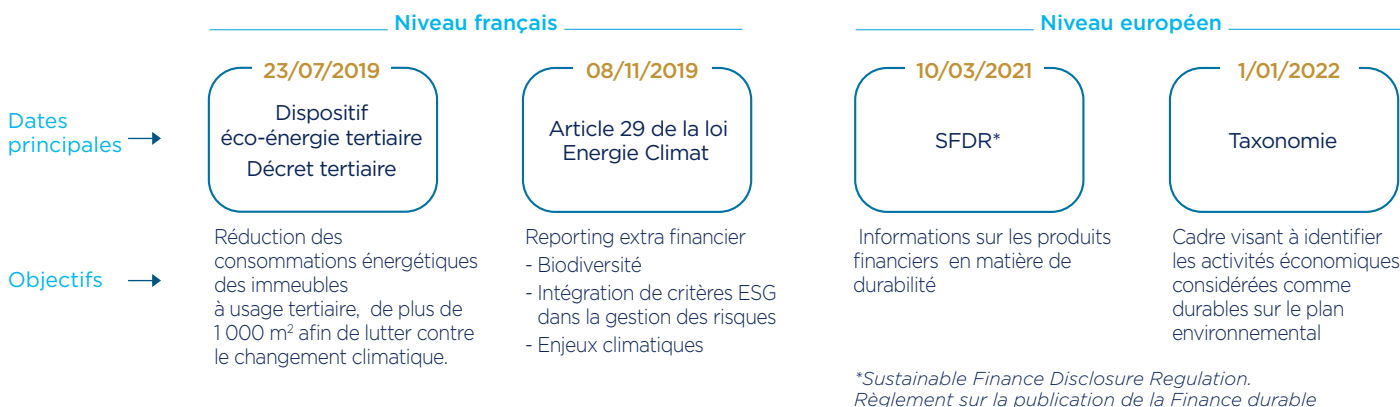 Niveau français
Niveau européen
23/07/2019
08/11/2019
10/03/2021
1/01/2022
Dates
principales
Dispositif
éco-énergie tertiaire
Décret tertiaire
Article 29 de la loi
Energie Climat
SFDR*
Taxonomie
Objectifs
Réduction des
consommations énergétiques
des immeubles
à usage tertiaire, de plus de
1 000 m² afin de lutter contre
le changement climatique.
Reporting extra financier
- Biodiversité
- Intégration de critères ESG
dans la gestion des risques
- Enjeux climatiques
Informations sur les produits
financiers en matière de
durabilité
Cadre visant à identifier
les activités économiques
considérées comme
durables sur le plan
environnemental
*Sustainable Finance Disclosure Regulation.
Règlement sur la publication de la Finance durable